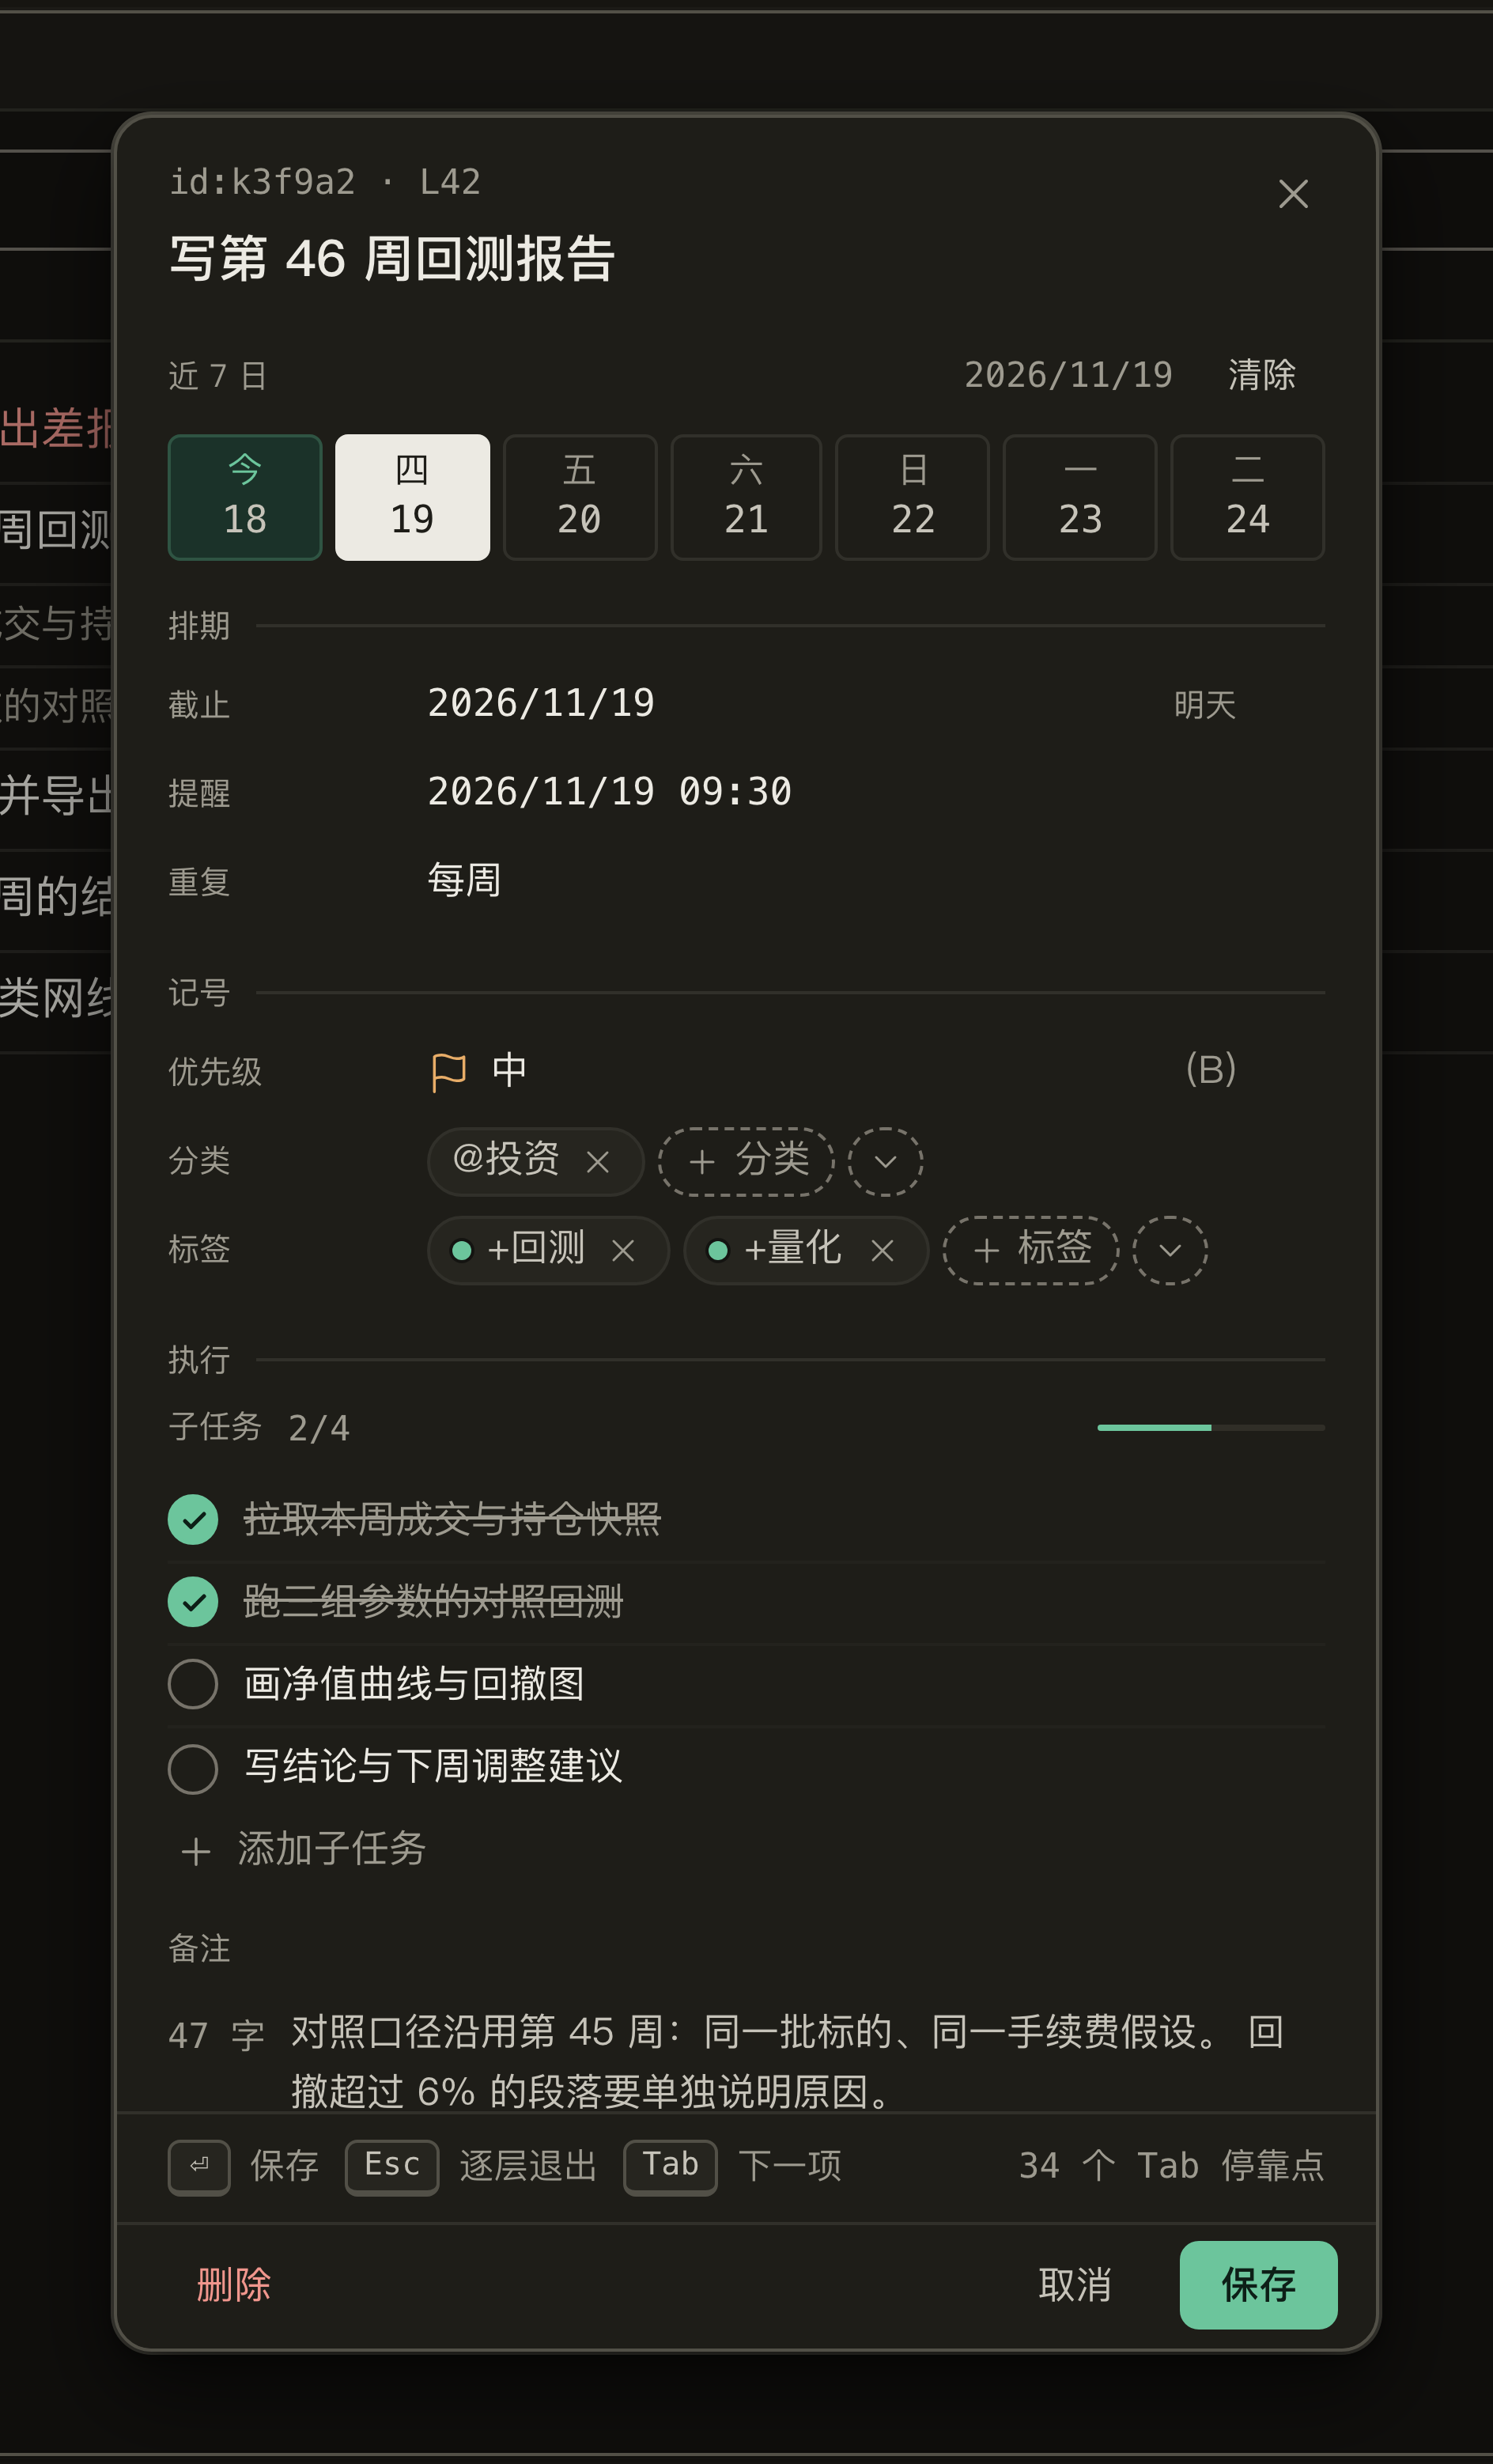 id:k3f9a2 · L42
写第 46 周回测报告
近 7 日 2026/11/19 清除
今 四 五 六 日 一 二
18 19 20 21 22 23 24
排期
截止 2026/11/19 明天
提醒 2026/11/19 09:30
重复 每周
记号
优先级 中 (B)
分类 @投资 × + 分类
标签 +回测 × +量化 × + 标签
执行
子任务 2/4
拉取本周成交与持仓快照
跑三组参数的对照回测
画净值曲线与回撤图
写结论与下周调整建议
+ 添加子任务
备注
47 字 对照口径沿用第 45 周：同一批标的、同一手续费假设。 回
撤超过 6% 的段落要单独说明原因。
⏎ 保存 Esc 逐层退出 Tab 下一项 34 个 Tab 停靠点
删除 取消 保存
出差
周回测
交与持
的对照
并导出
周的结
类网线